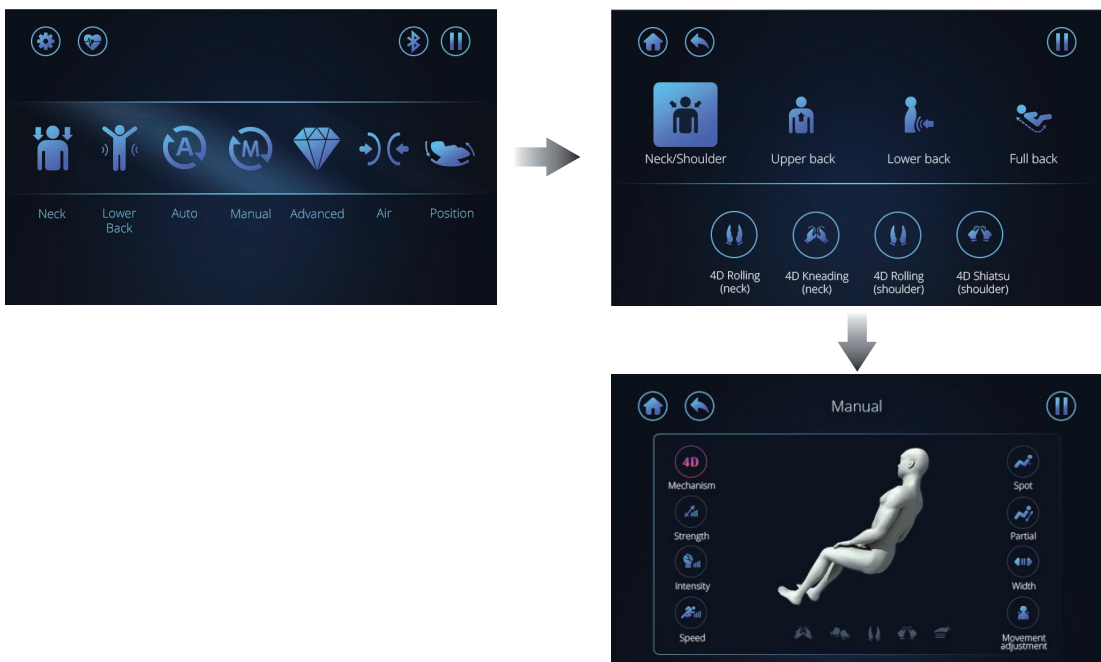 A
M
Neck
Lower
Back
Auto
Manual
Advanced
Air
Position
Neck/Shoulder
Upper back
Lower back
Full back
4D Rolling
(neck)
4D Kneading
(neck)
4D Rolling
(shoulder)
4D Shiatsu
(shoulder)
Manual
4D
Mechanism
Strength
Intensity
Speed
Spot
Partial
Width
Movement
adjustment